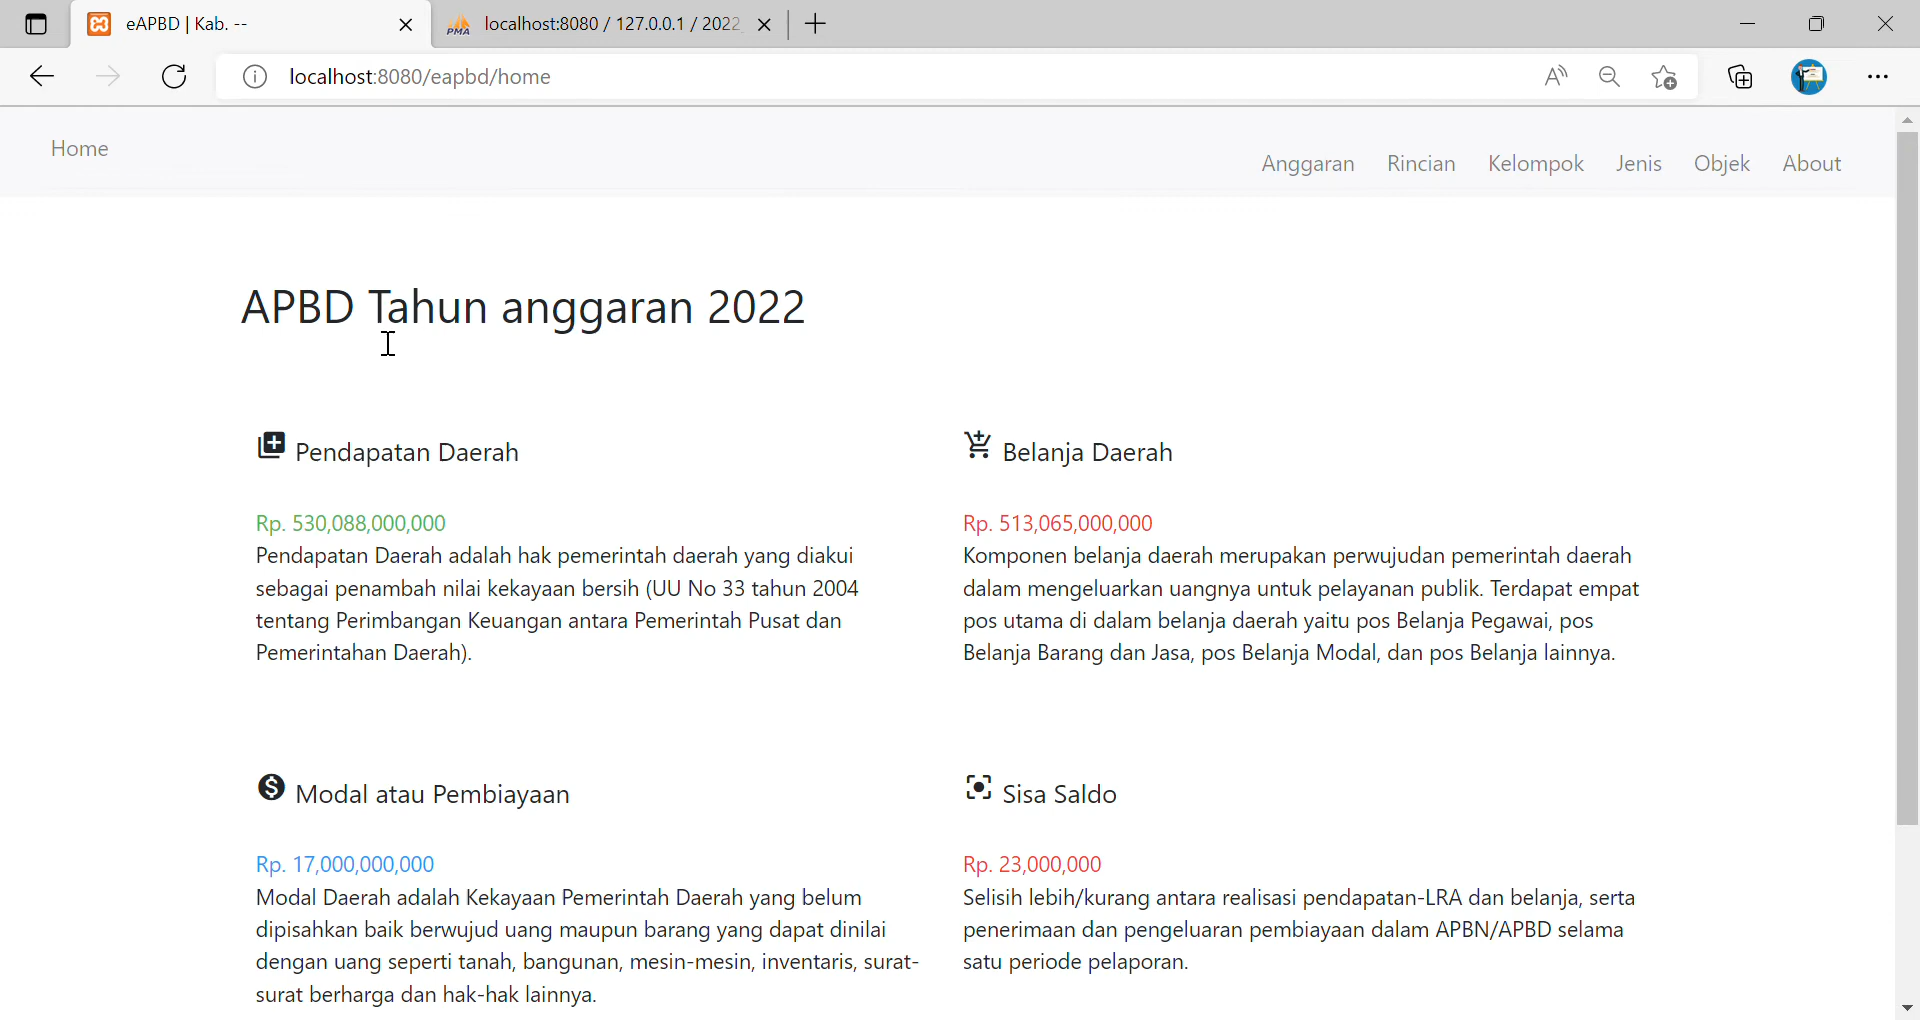 eAPBD | Kab. --
localhost:8080 / 127.0.0.1 / 2022
localhost:8080/eapbd/home
Home
Anggaran Rincian Kelompok Jenis Objek About
APBD Tahun anggaran 2022
Pendapatan Daerah
Rp. 530,088,000,000
Pendapatan Daerah adalah hak pemerintah daerah yang diakui
sebagai penambah nilai kekayaan bersih (UU No 33 tahun 2004
tentang Perimbangan Keuangan antara Pemerintah Pusat dan
Pemerintahan Daerah).
Belanja Daerah
Rp. 513,065,000,000
Komponen belanja daerah merupakan perwujudan pemerintah daerah
dalam mengeluarkan uangnya untuk pelayanan publik. Terdapat empat
pos utama di dalam belanja daerah yaitu pos Belanja Pegawai, pos
Belanja Barang dan Jasa, pos Belanja Modal, dan pos Belanja lainnya.
Modal atau Pembiayaan
Rp. 17,000,000,000
Modal Daerah adalah Kekayaan Pemerintah Daerah yang belum
dipisahkan baik berwujud uang maupun barang yang dapat dinilai
dengan uang seperti tanah, bangunan, mesin-mesin, inventaris, surat-
surat berharga dan hak-hak lainnya.
Sisa Saldo
Rp. 23,000,000
Selisih lebih/kurang antara realisasi pendapatan-LRA dan belanja, serta
penerimaan dan pengeluaran pembiayaan dalam APBN/APBD selama
satu periode pelaporan.